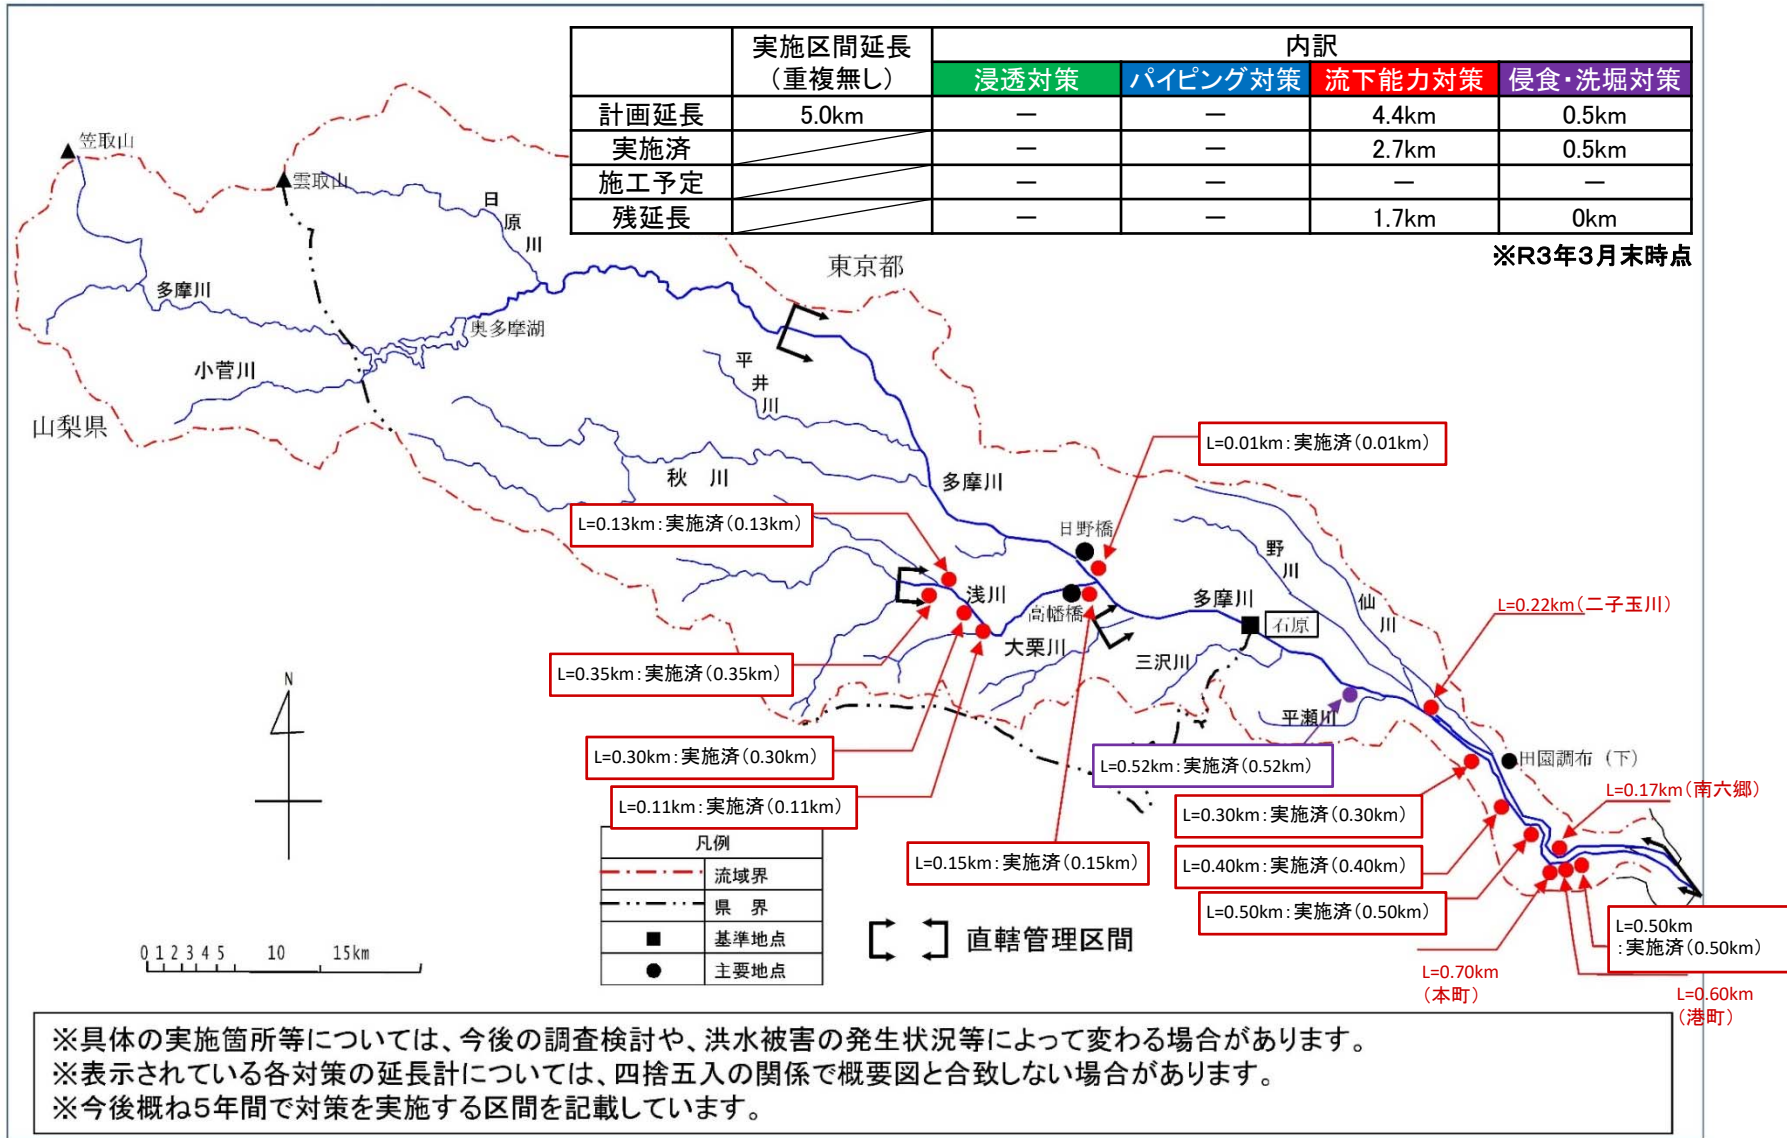 実施区間延長
（重複無し）
内訳
浸透対策 パイピング対策 流下能力対策 侵食・洗堀対策
計画延長 5.0km － － 4.4km 0.5km
実施済 － － 2.7km 0.5km
施工予定 － － － －
残延長 － － 1.7km 0km
※R3年3月末時点
笠取山
雲取山
日原川
東京都
多摩川
奥多摩湖
小菅川
山梨県
平井川
秋 川
多摩川
L=0.01km：実施済（0.01km）
L=0.13km：実施済（0.13km）
日野橋
野川
仙川
浅川
高幡橋
多摩川
石原
L=0.22km（二子玉川）
大栗川
三沢川
L=0.35km：実施済（0.35km）
平瀬川
L=0.30km：実施済（0.30km）
L=0.52km：実施済（0.52km）
田園調布（下）
L=0.17km（南六郷）
L=0.11km：実施済（0.11km）
L=0.30km：実施済（0.30km）
L=0.15km：実施済（0.15km）
L=0.40km：実施済（0.40km）
L=0.50km：実施済（0.50km）
L=0.50km
：実施済（0.50km）
L=0.70km
（本町）
L=0.60km
（港町）
N
凡例
流域界
県 界
基準地点
主要地点
直轄管理区間
0 1 2 3 4 5 10 15km
※具体の実施箇所等については、今後の調査検討や、洪水被害の発生状況等によって変わる場合があります。
※表示されている各対策の延長計については、四捨五入の関係で概要図と合致しない場合があります。
※今後概ね５年間で対策を実施する区間を記載しています。